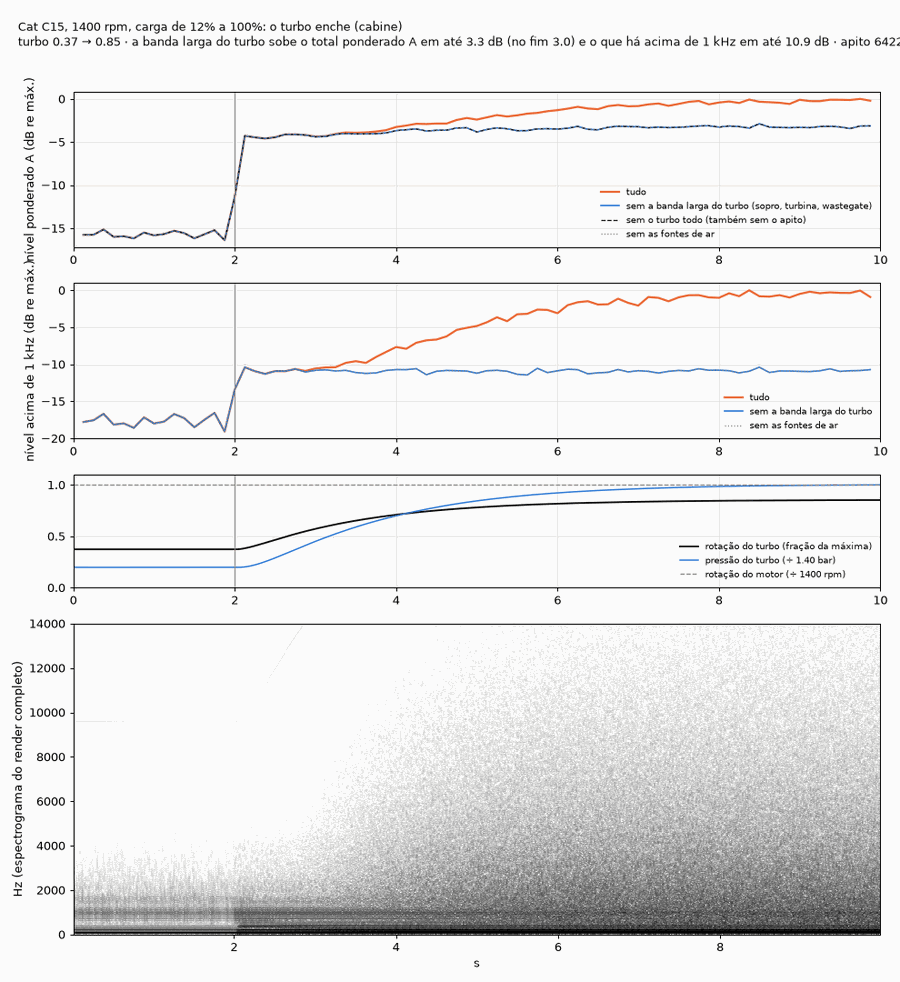 Cat C15, 1400 rpm, carga de 12% a 100%: o turbo enche (cabine)
turbo 0.37 → 0.85 · a banda larga do turbo sobe o total ponderado A em até 3.3 dB (no fim 3.0) e o que há acima de 1 kHz em até 10.9 dB · apito 6422
nível ponderado A (dB re máx.)
0
−5
−10
−15
tudo
sem a banda larga do turbo (sopro, turbina, wastegate)
sem o turbo todo (também sem o apito)
sem as fontes de ar
0 2 4 6 8 10
nível acima de 1 kHz (dB re máx.)
0
−5
−10
−15
−20
tudo
sem a banda larga do turbo
sem as fontes de ar
0 2 4 6 8 10
1.0
0.5
0.0
rotação do turbo (fração da máxima)
pressão do turbo (÷ 1.40 bar)
rotação do motor (÷ 1400 rpm)
0 2 4 6 8 10
Hz (espectrograma do render completo)
14000
12000
10000
8000
6000
4000
2000
0
2 4 6 8
s